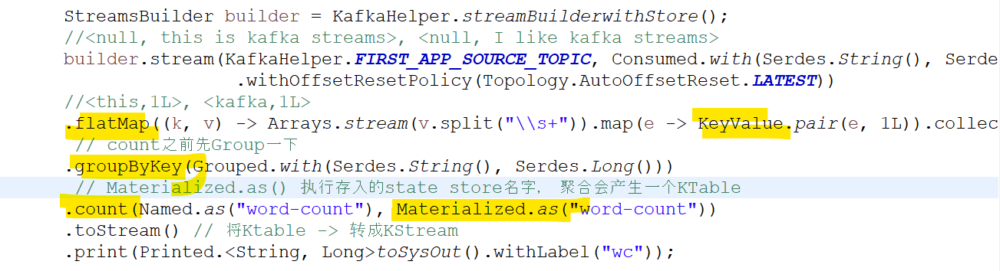 StreamsBuilder builder = KafkaHelper.streamBuilderwithStore();
//<null, this is kafka streams>, <null, I like kafka streams>
builder.stream(KafkaHelper.FIRST_APP_SOURCE_TOPIC, Consumed.with(Serdes.String(), Serde
.withOffsetResetPolicy(Topology.AutoOffsetReset.LATEST))
//<this,1L>, <kafka,1L>
.flatMap((k, v) -> Arrays.stream(v.split("\\s+")).map(e -> KeyValue.pair(e, 1L)).collec
// count之前先Group一下
.groupByKey(Grouped.with(Serdes.String(), Serdes.Long()))
// Materialized.as() 执行存入的state store名字, 聚合会产生一个KTable
.count(Named.as("word-count"), Materialized.as("word-count"))
.toStream() // 将Ktable -> 转成KStream
.print(Printed.<String, Long>toSysOut().withLabel("wc"));